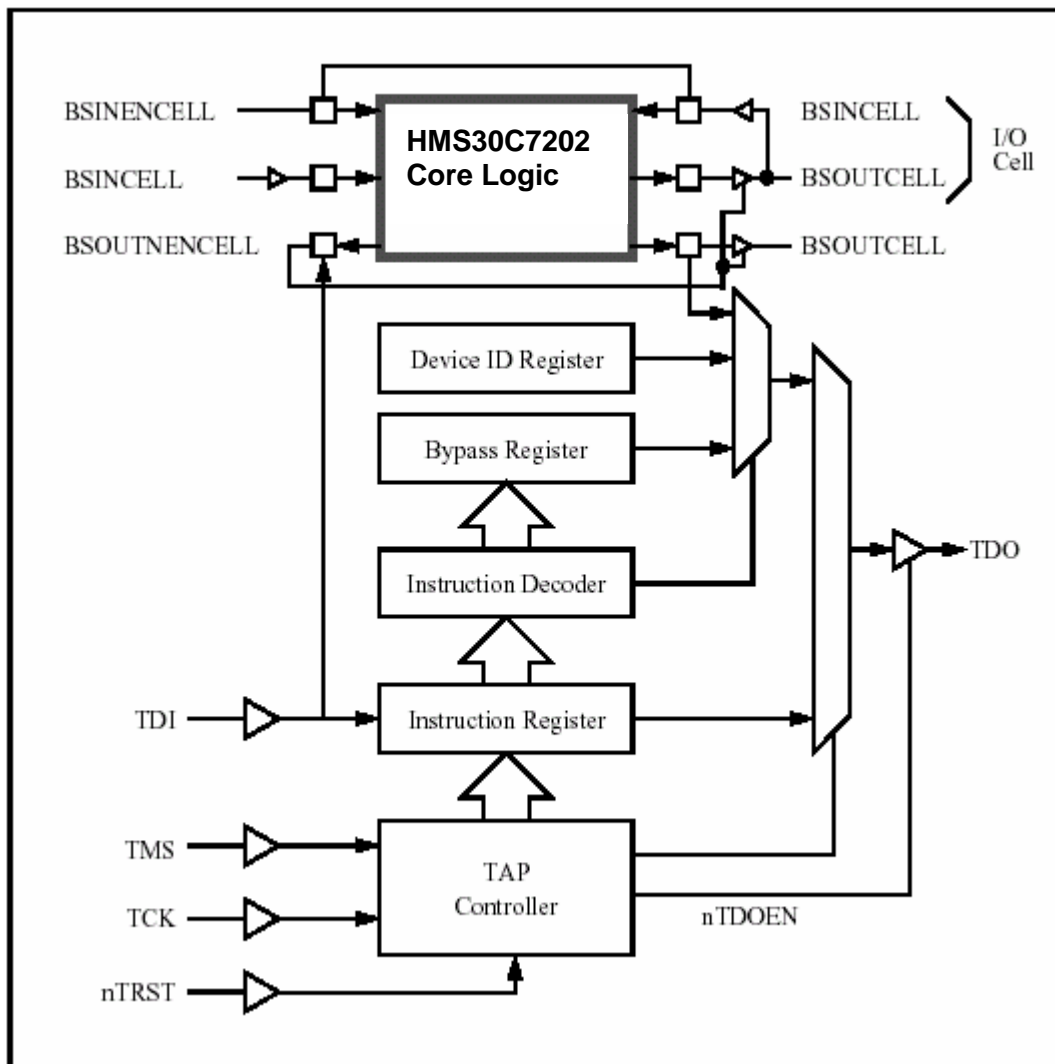 BSINENCELL
BSINCELL
BSOUTNENCELL
HMS30C7202
Core Logic
BSINCELL
BSOUTCELL
BSOUTCELL
I/O
Cell
Device ID Register
Bypass Register
Instruction Decoder
TDO
TDI
Instruction Register
TMS
TCK
nTRST
TAP
Controller
nTDOEN